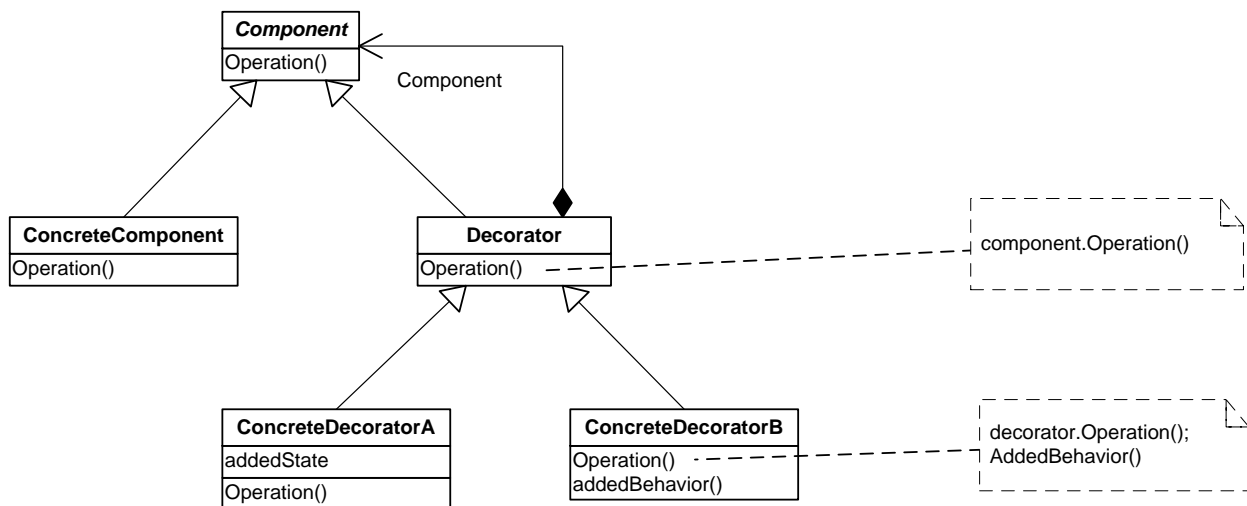 Component
Operation()
Component
ConcreteComponent
Operation()
Decorator
Operation()
component.Operation()
ConcreteDecoratorA
addedState
Operation()
ConcreteDecoratorB
Operation()
addedBehavior()
decorator.Operation();
AddedBehavior()